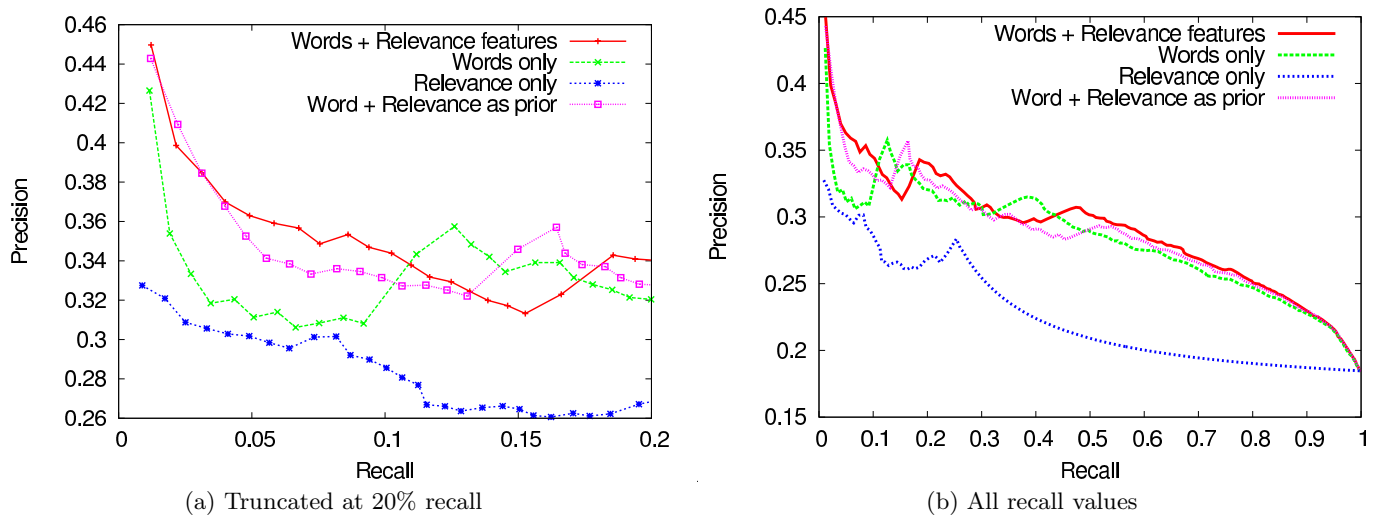 0.46
0.44
0.42
0.4
0.38
0.36
0.34
0.32
0.3
0.28
0.26
Precision
Words + Relevance features
Words only
Relevance only
Word + Relevance as prior
0 0.05 0.1 0.15 0.2
Recall
(a) Truncated at 20% recall
0.45
0.4
0.35
0.3
0.25
0.2
0.15
Precision
Words + Relevance features
Words only
Relevance only
Word + Relevance as prior
0 0.1 0.2 0.3 0.4 0.5 0.6 0.7 0.8 0.9 1
Recall
(b) All recall values